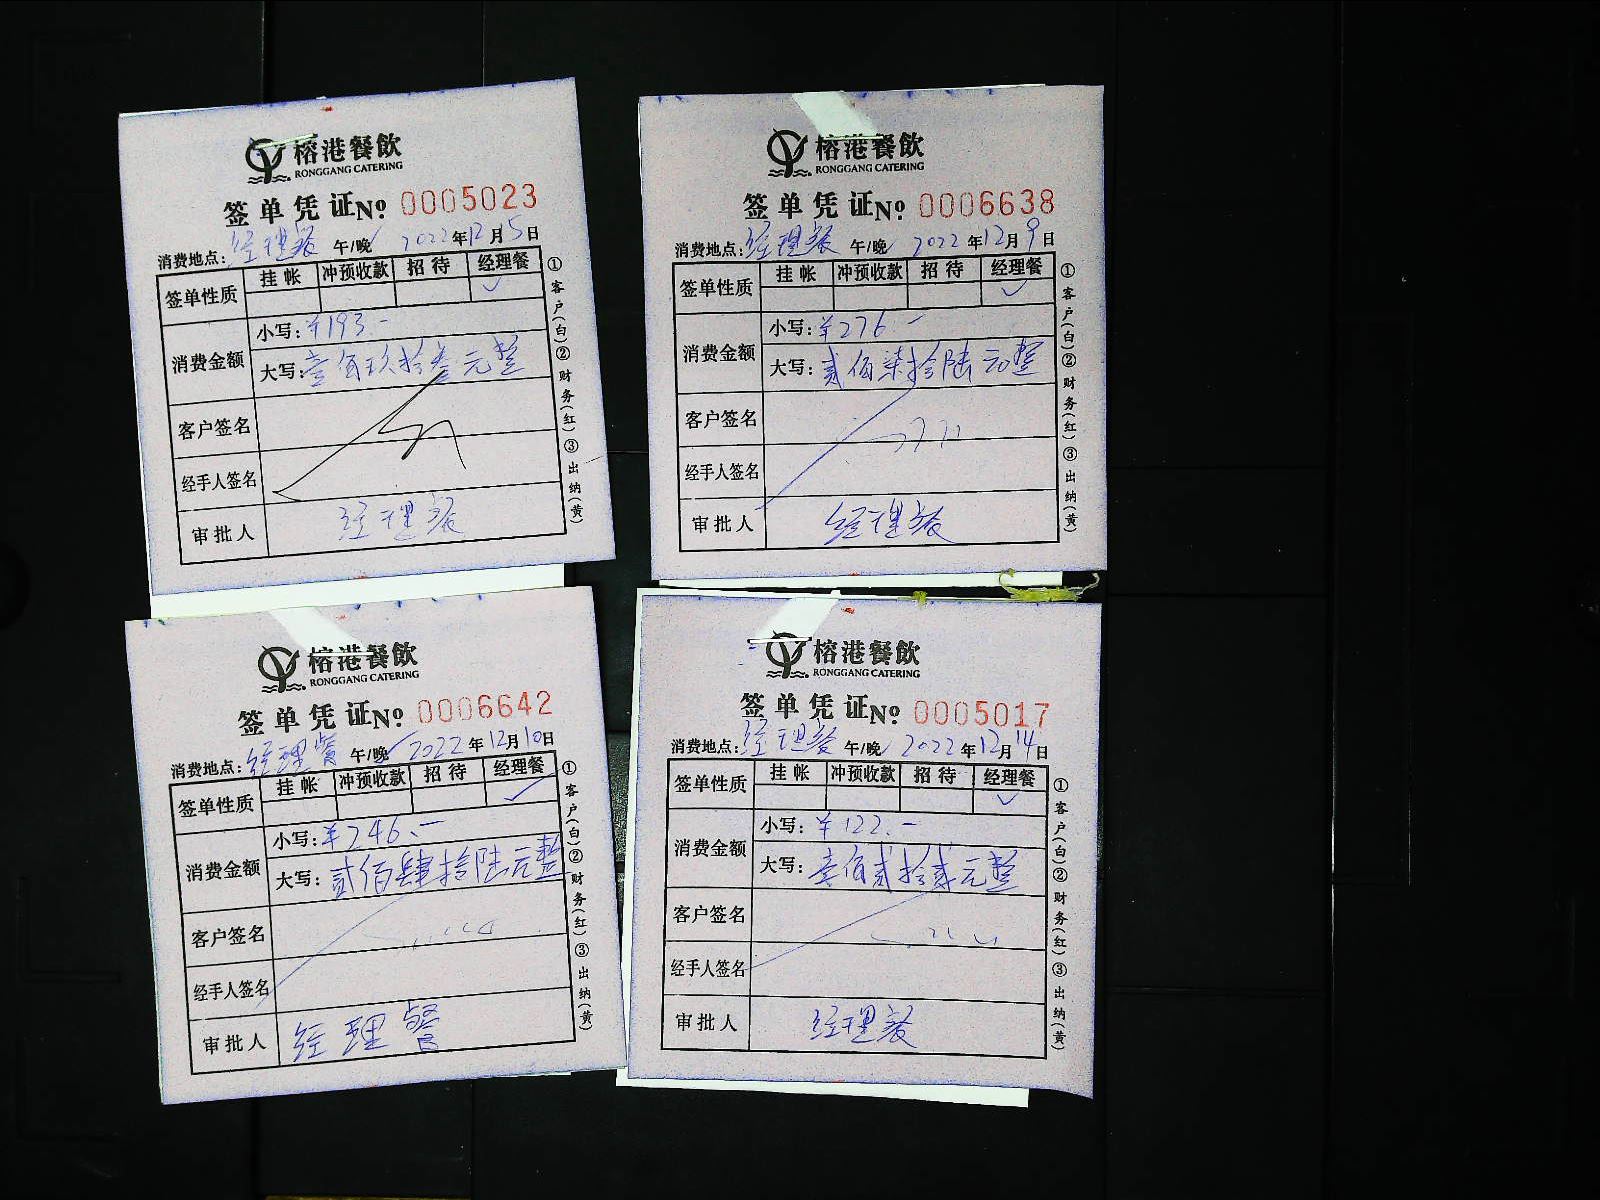 榕港餐飲
RONGGANG CATERING
签单凭证No 0005023
消费地点:经理餐 午/晚 2022年12月15日
签单性质 挂帐 冲预收款 招待 经理餐
✓
消费金额 小写:¥193.-
大写:壹佰玖拾叁元整
客户签名
经手人签名
审批人 经理餐
①客户(白)②财务(红)③出纳(黄)
榕港餐飲
RONGGANG CATERING
签单凭证No 0006638
消费地点:经理餐 午/晚 2022年12月9日
签单性质 挂帐 冲预收款 招待 经理餐
✓
消费金额 小写:¥276.-
大写:贰佰柒拾陆元整
客户签名
经手人签名
审批人 经理餐
①客户(白)②财务(红)③出纳(黄)
榕港餐飲
RONGGANG CATERING
签单凭证No 0006642
消费地点:经理餐 午/晚 2022年12月10日
签单性质 挂帐 冲预收款 招待 经理餐
✓
消费金额 小写:¥246.-
大写:贰佰肆拾陆元整
客户签名
经手人签名
审批人 经理餐
①客户(白)②财务(红)③出纳(黄)
榕港餐飲
RONGGANG CATERING
签单凭证No 0005017
消费地点:经理餐 午/晚 2022年12月14日
签单性质 挂帐 冲预收款 招待 经理餐
✓
消费金额 小写:¥122.-
大写:壹佰贰拾贰元整
客户签名
经手人签名
审批人 经理餐
①客户(白)②财务(红)③出纳(黄)